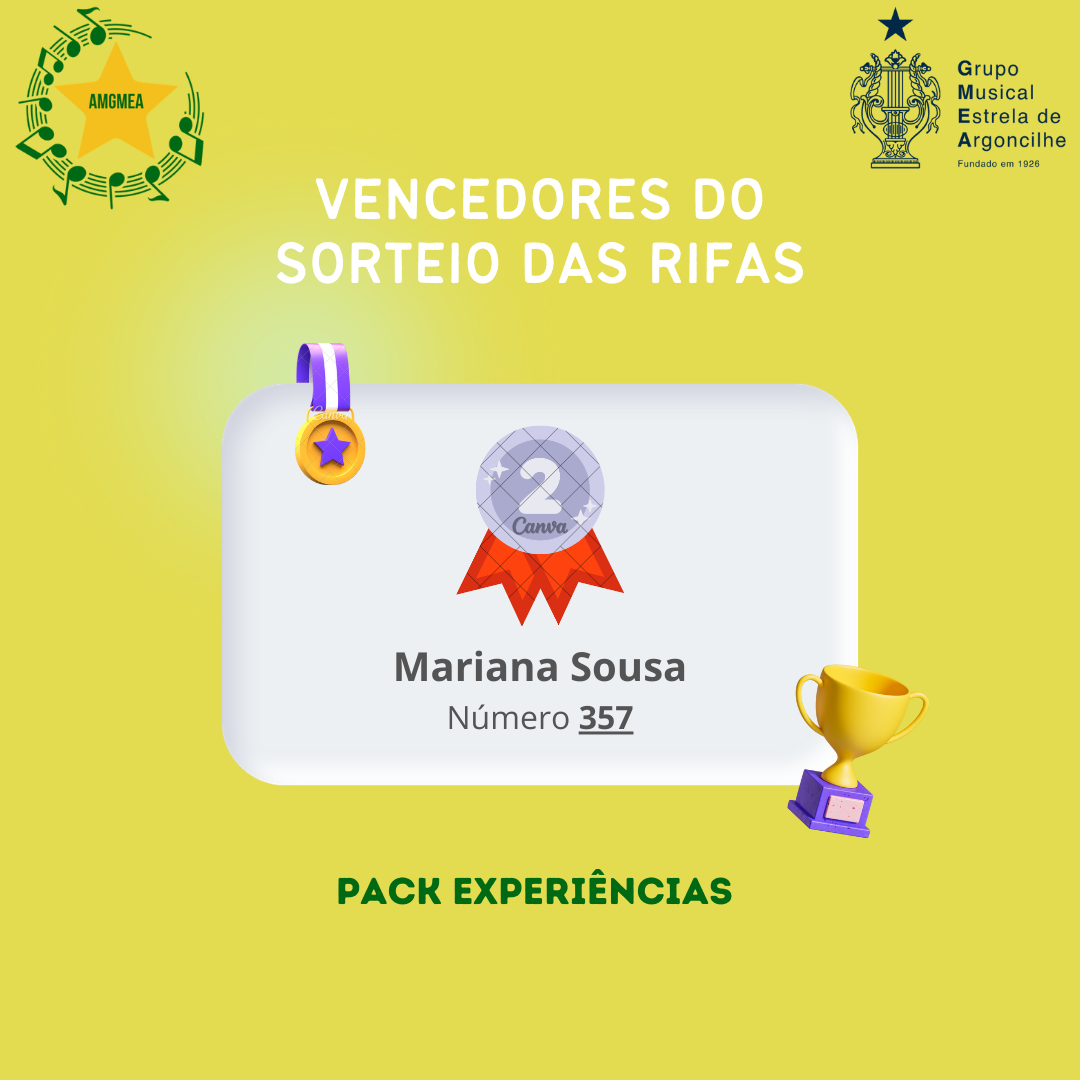 AMGMEA
Grupo
Musical
Estrela de
Argoncilhe
Fundado em 1926
VENCEDORES DO
SORTEIO DAS RIFAS
Canva
2
Canva
Mariana Sousa
Número 357
PACK EXPERIÊNCIAS